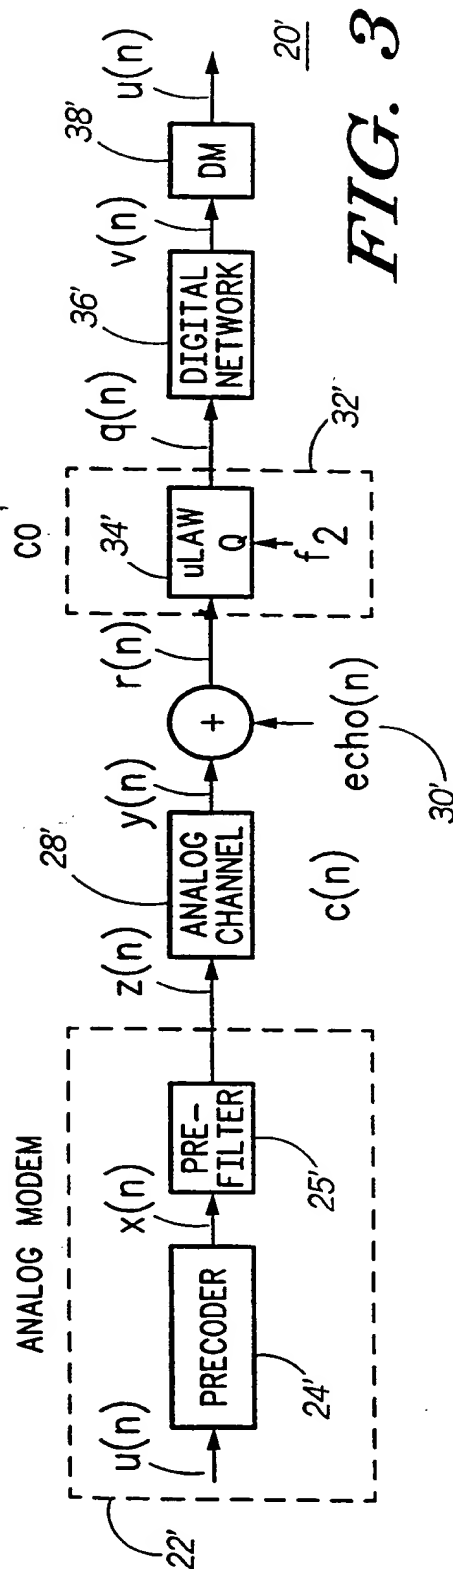 ANALOG MODEM
22'
u(n)
PRECODER
24'
x(n)
PRE-
FILTER
25'
z(n)
28'
ANALOG
CHANNEL
c(n)
y(n)
+
echo(n)
30'
r(n)
CO'
34'
uLAW
Q
f2
32'
q(n)
36'
DIGITAL
NETWORK
v(n)
38'
DM
u(n)
20'
FIG. 3